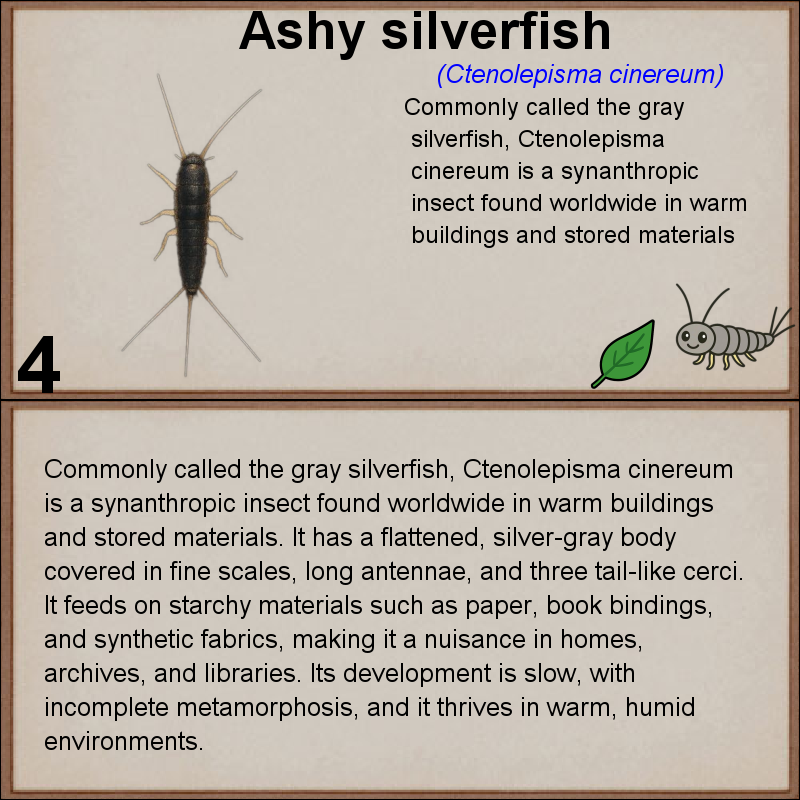 Ashy silverfish
(Ctenolepisma cinereum)
Commonly called the gray
silverfish, Ctenolepisma
cinereum is a synanthropic
insect found worldwide in warm
buildings and stored materials
4
Commonly called the gray silverfish, Ctenolepisma cinereum
is a synanthropic insect found worldwide in warm buildings
and stored materials. It has a flattened, silver-gray body
covered in fine scales, long antennae, and three tail-like cerci.
It feeds on starchy materials such as paper, book bindings,
and synthetic fabrics, making it a nuisance in homes,
archives, and libraries. Its development is slow, with
incomplete metamorphosis, and it thrives in warm, humid
environments.